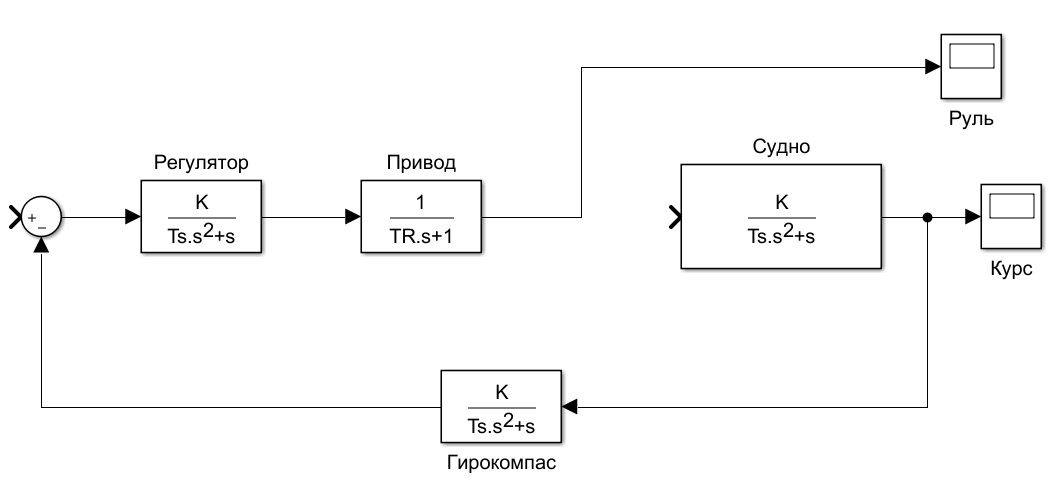 Руль
Судно
Регулятор
Привод
K
Ts.s²+s
1
TR.s+1
K
Ts.s²+s
+
−
Курс
K
Ts.s²+s
Гирокомпас